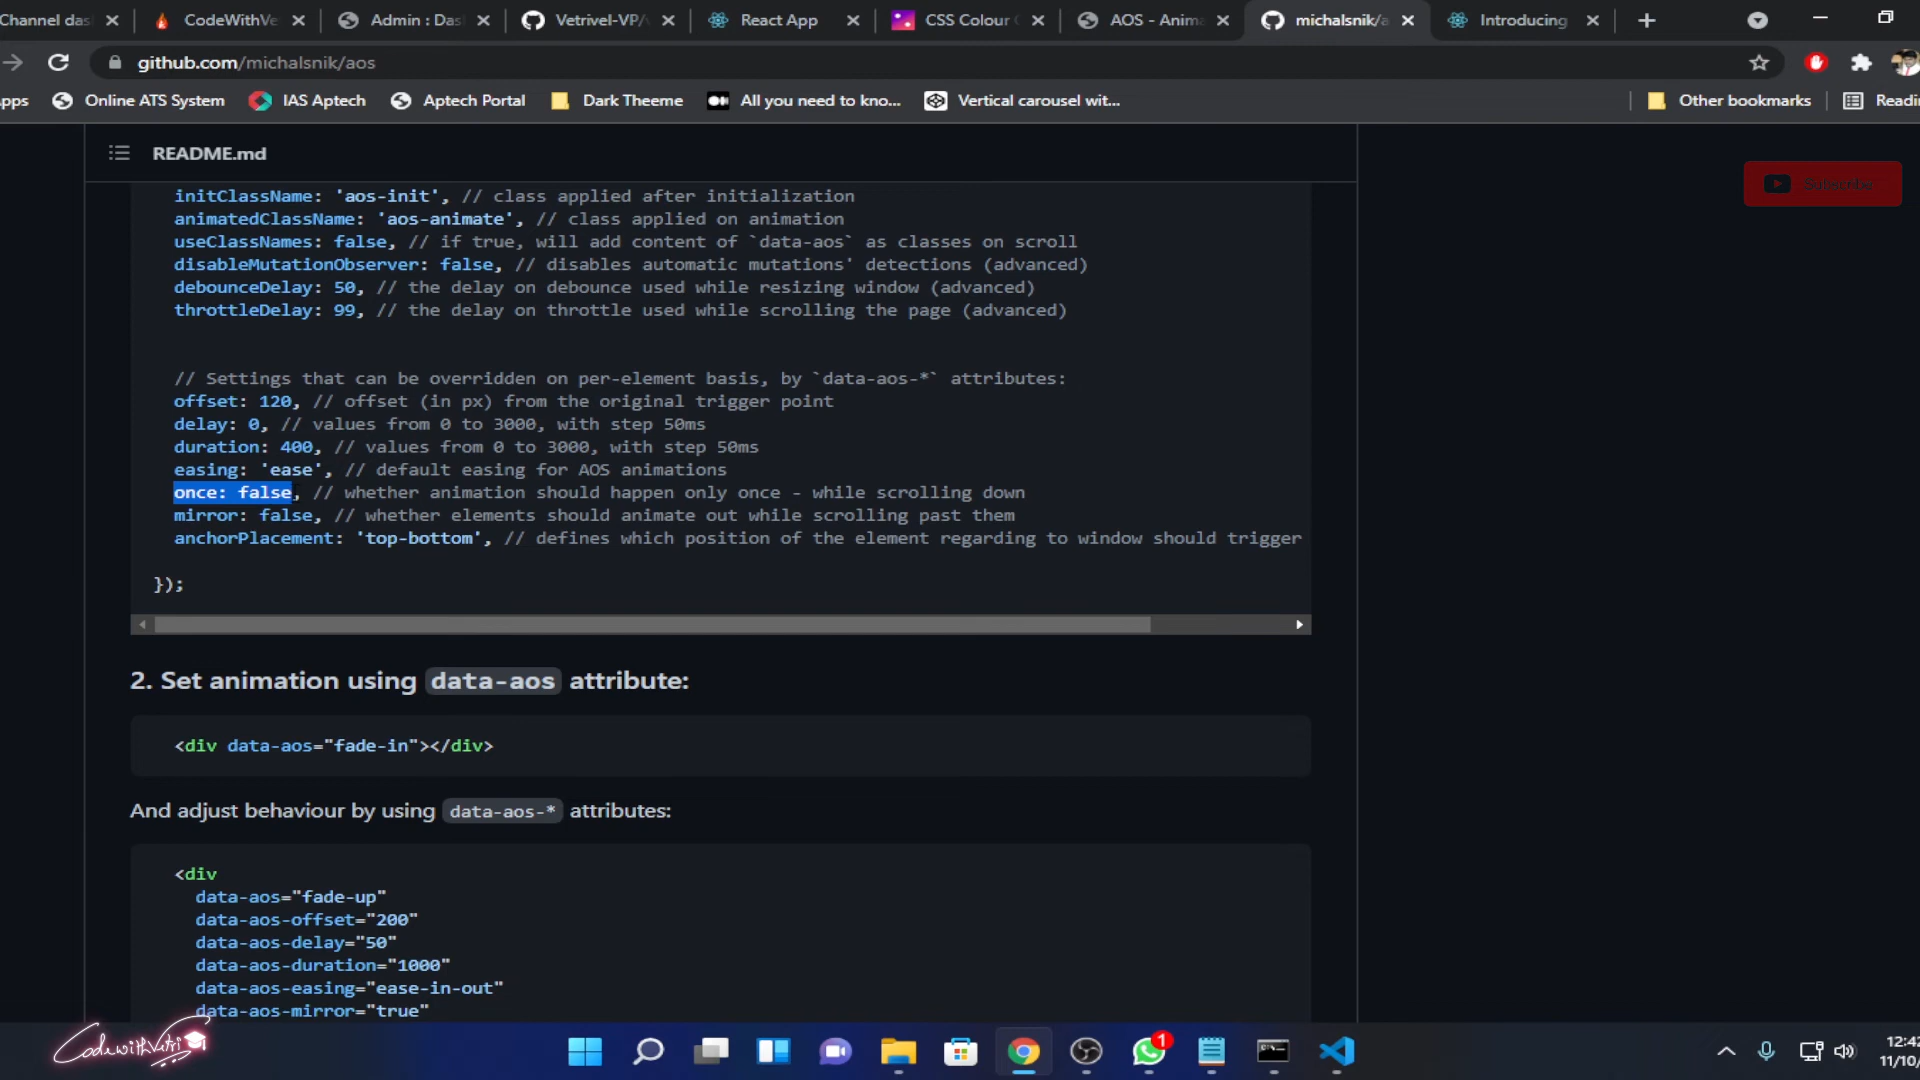 Channel das
CodeWithVe
Admin : Das
Vetrivel-VP/
React App
CSS Colour
AOS - Anima
michalsnik/a
Introducing
github.com/michalsnik/aos
pps
Online ATS System
IAS Aptech
Aptech Portal
Dark Theeme
All you need to kno...
Vertical carousel wit...
Other bookmarks
Readi
README.md
Subscribe
initClassName: 'aos-init', // class applied after initialization
animatedClassName: 'aos-animate', // class applied on animation
useClassNames: false, // if true, will add content of `data-aos` as classes on scroll
disableMutationObserver: false, // disables automatic mutations' detections (advanced)
debounceDelay: 50, // the delay on debounce used while resizing window (advanced)
throttleDelay: 99, // the delay on throttle used while scrolling the page (advanced)
// Settings that can be overridden on per-element basis, by `data-aos-*` attributes:
offset: 120, // offset (in px) from the original trigger point
delay: 0, // values from 0 to 3000, with step 50ms
duration: 400, // values from 0 to 3000, with step 50ms
easing: 'ease', // default easing for AOS animations
once: false, // whether animation should happen only once - while scrolling down
mirror: false, // whether elements should animate out while scrolling past them
anchorPlacement: 'top-bottom', // defines which position of the element regarding to window should trigger
});
2. Set animation using data-aos attribute:
<div data-aos="fade-in"></div>
And adjust behaviour by using data-aos-* attributes:
<div
data-aos="fade-up"
data-aos-offset="200"
data-aos-delay="50"
data-aos-duration="1000"
data-aos-easing="ease-in-out"
data-aos-mirror="true"
CodewithVetri
1
12:42
11/10/